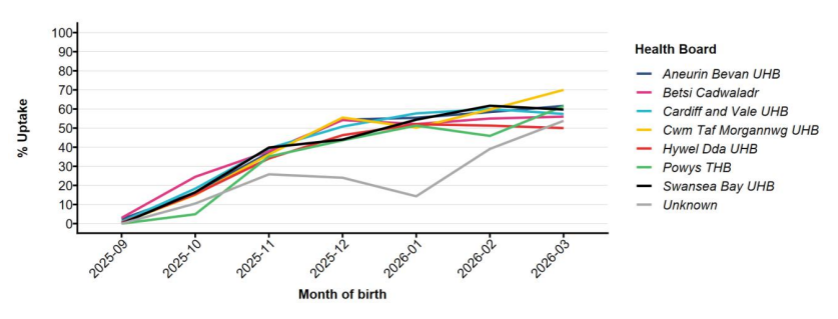 100
90
80
70
60
50
40
30
20
10
0
% Uptake
2025-09
2025-10
2025-11
2025-12
2026-01
2026-02
2026-03
Month of birth
Health Board
Aneurin Bevan UHB
Betsi Cadwaladr
Cardiff and Vale UHB
Cwm Taf Morgannwg UHB
Hywel Dda UHB
Powys THB
Swansea Bay UHB
Unknown